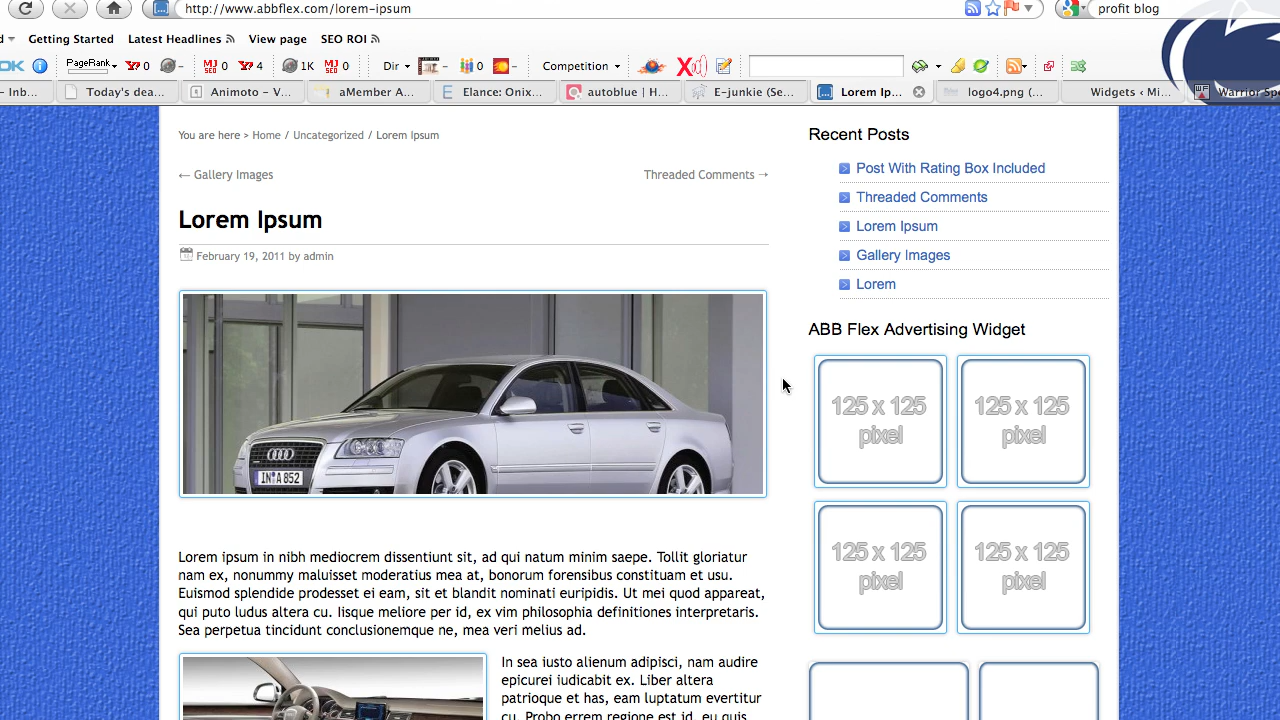 http://www.abbflex.com/lorem-ipsum
profit blog
Getting Started
Latest Headlines
View page
SEO ROI
PageRank
0
–
MJ SEO 0
4
1K
MJ SEO 0
Dir
–
0
–
Competition
– Inb...
Today's dea...
Animoto – V...
aMember A...
Elance: Onix...
autoblue | H...
E-junkie (Se...
Lorem Ip...
logo4.png (...
Widgets ‹ Mi...
Warrior Spe
You are here > Home / Uncategorized / Lorem Ipsum
← Gallery Images
Threaded Comments →
Lorem Ipsum
February 19, 2011 by admin
IN A 852
Lorem ipsum in nibh mediocrem dissentiunt sit, ad qui natum minim saepe. Tollit gloriatur
nam ex, nonummy maluisset moderatius mea at, bonorum forensibus constituam et usu.
Euismod splendide prodesset ei eam, sit et blandit nominati euripidis. Ut mei quod appareat,
qui puto ludus altera cu. Iisque meliore per id, ex vim philosophia definitiones interpretaris.
Sea perpetua tincidunt conclusionemque ne, mea veri melius ad.
In sea iusto alienum adipisci, nam audire
epicurei iudicabit ex. Liber altera
patrioque et has, eam luptatum evertitur
cu. Probo errem regione est id, eu quis
Recent Posts
Post With Rating Box Included
Threaded Comments
Lorem Ipsum
Gallery Images
Lorem
ABB Flex Advertising Widget
125 x 125
pixel
125 x 125
pixel
125 x 125
pixel
125 x 125
pixel